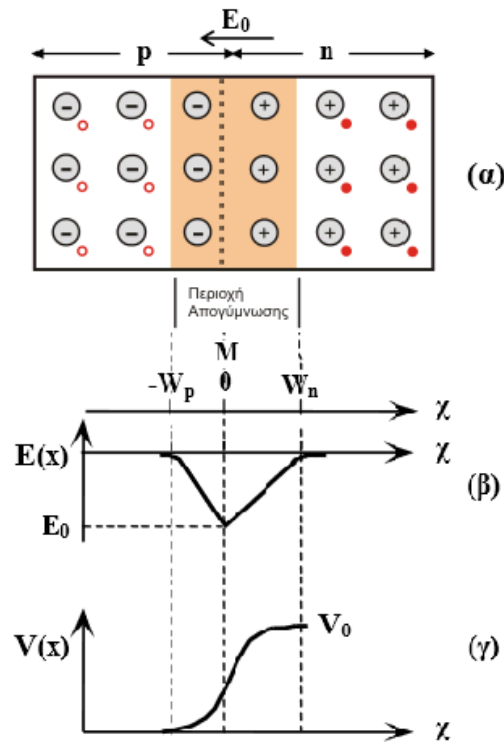 E₀
p n
− − − + + +
− − − + + +
− − − + + +
(α)
Περιοχή
Απογύμνωσης
M
-Wp 0 Wn χ
E(x) χ
(β)
E₀
V₀
V(x) (γ)
χ